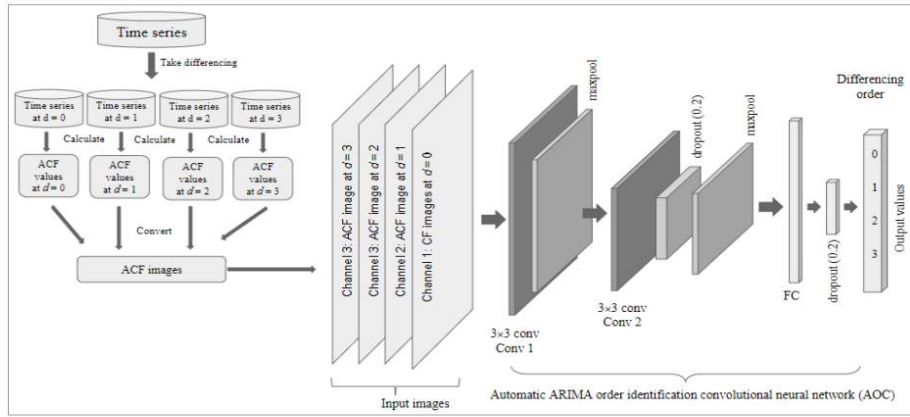 Time series
Take differencing
Time series
at d = 0
Time series
at d = 1
Time series
at d = 2
Time series
at d = 3
Calculate
Calculate
Calculate
ACF
values
at d = 0
ACF
values
at d = 1
ACF
values
at d = 2
ACF
values
at d = 3
Convert
ACF images
Channel 3: ACF image at d = 3
Channel 3: ACF image at d = 2
Channel 2: ACF image at d = 1
Channel 1: CF images at d = 0
Input images
maxpool
3×3 conv
Conv 1
dropout (0,2)
maxpool
3×3 conv
Conv 2
FC
dropout (0,2)
Differencing
order
0
1
2
3
Output values
Automatic ARIMA order identification convolutional neural network (AOC)